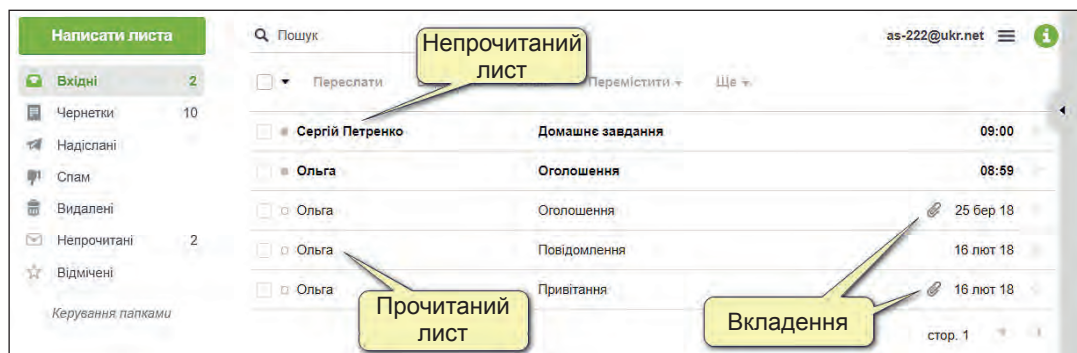 Написати листа
Пошук
as-222@ukr.net
Непрочитаний
лист
Вхідні 2
Переслати Перемістити Ще
Чернетки 10
Сергій Петренко Домашнє завдання 09:00
Надіслані
Ольга Оголошення 08:59
Спам
Видалені
Ольга Оголошення 25 бер 18
Непрочитані 2
Ольга Повідомлення 16 лют 18
Відмічені
Ольга Привітання 16 лют 18
Прочитаний
лист
Вкладення
Керування папками
стор. 1